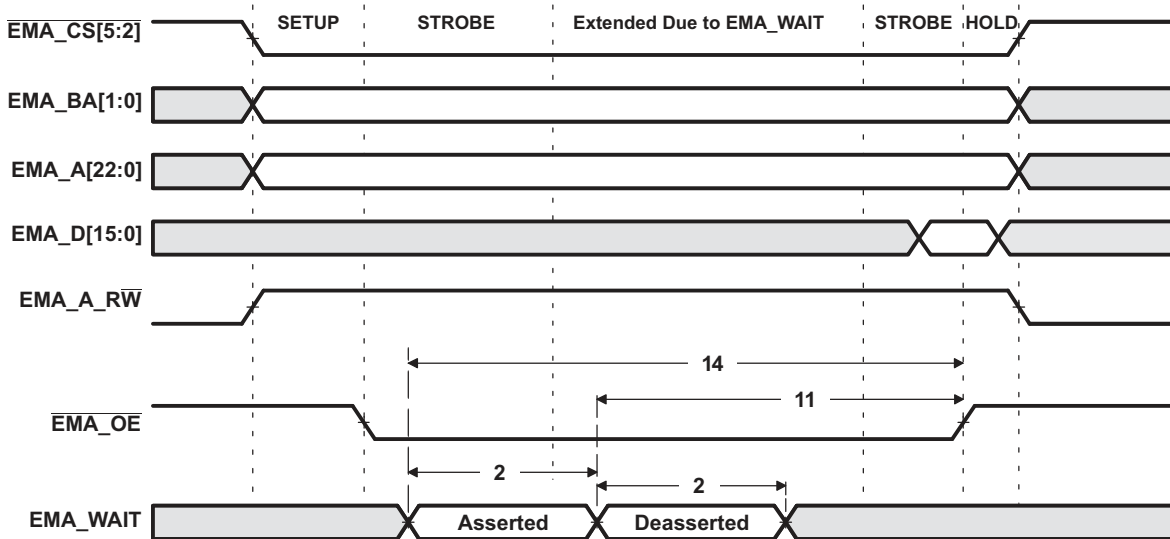 EMA_CS[5:2]
SETUP STROBE Extended Due to EMA_WAIT STROBE HOLD
EMA_BA[1:0]
EMA_A[22:0]
EMA_D[15:0]
EMA_A_RW
14
11
EMA_OE
2
2
EMA_WAIT Asserted Deasserted